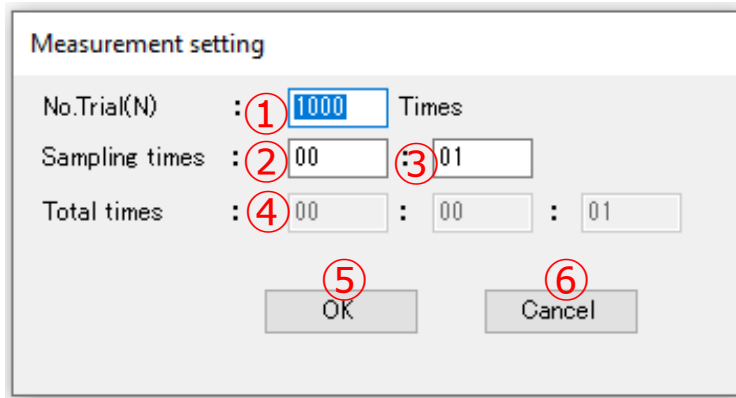 Measurement setting
No.Trial(N) : ① 1000 Times
Sampling times : ② 00 : ③ 01
Total times : ④ 00 : 00 : 01
⑤ ⑥
OK Cancel